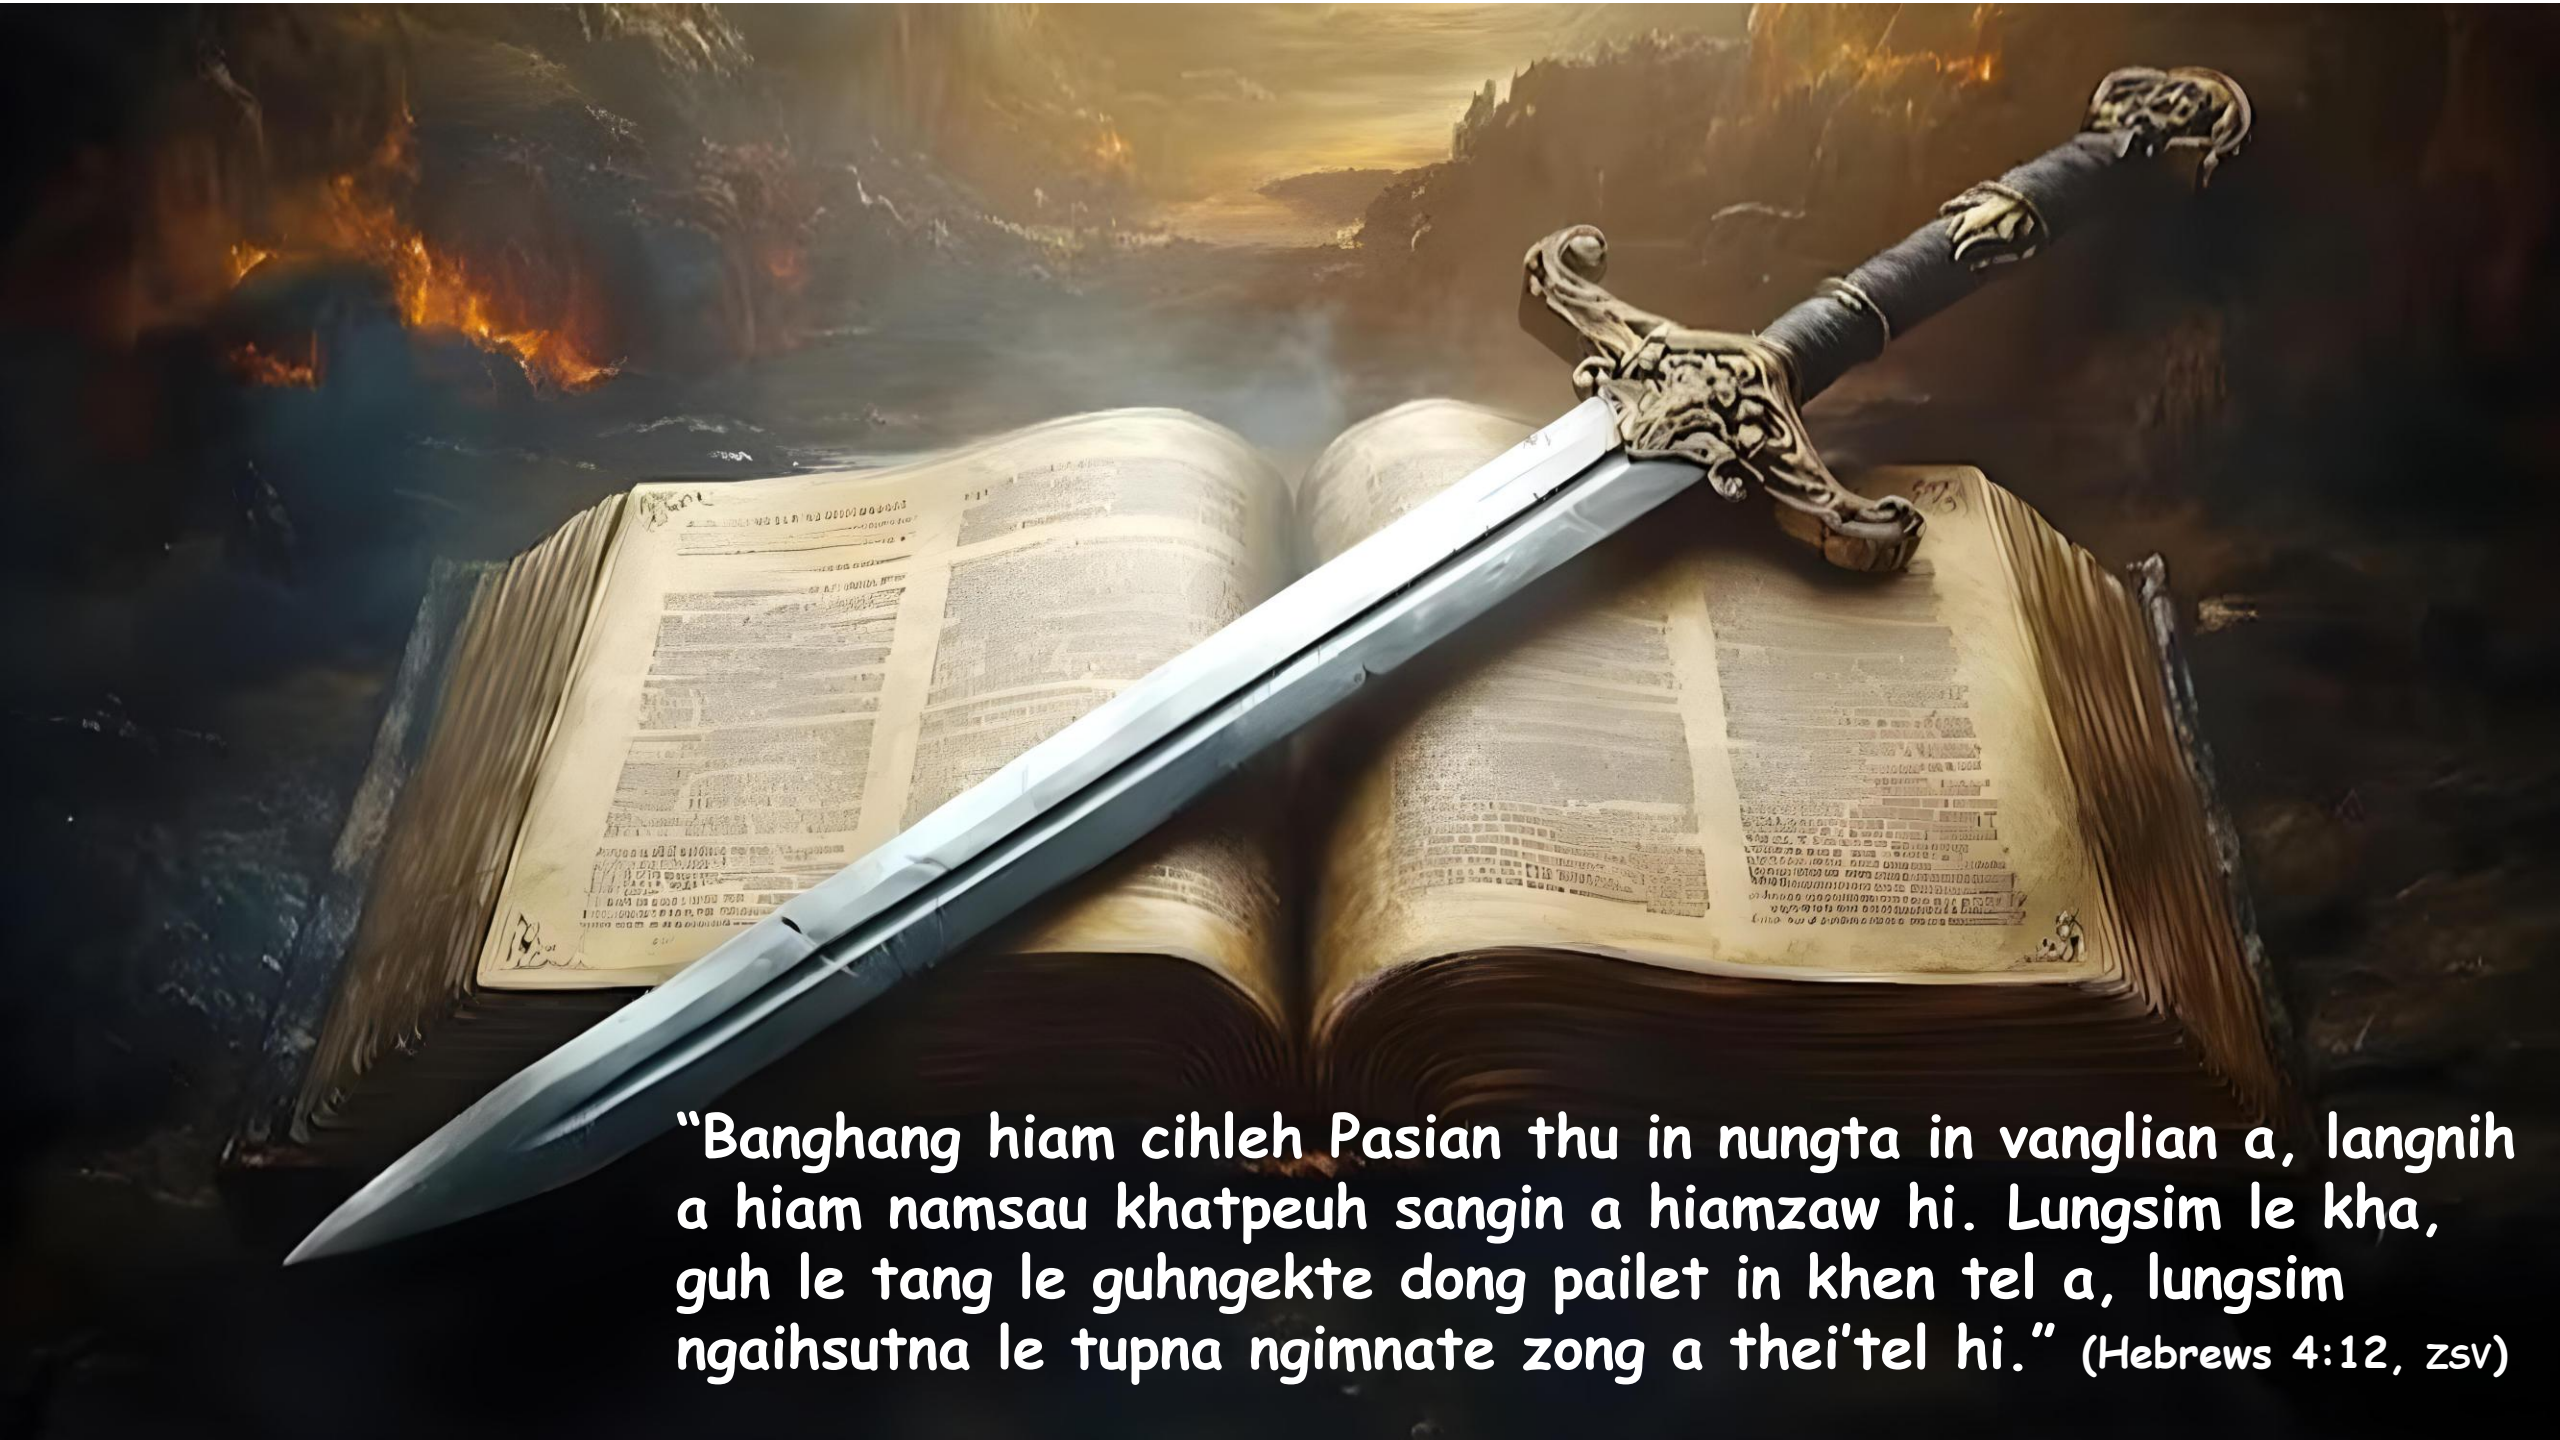 “Banghang hiam cihleh Pasian thu in nungta in vanglian a, langnih
a hiam namsau khatpeuh sangin a hiamzaw hi. Lungsim le kha,
guh le tang le guhngekte dong pailet in khen tel a, lungsim
ngaihsutna le tupna ngimnate zong a thei’tel hi.” (Hebrews 4:12, ZSV)